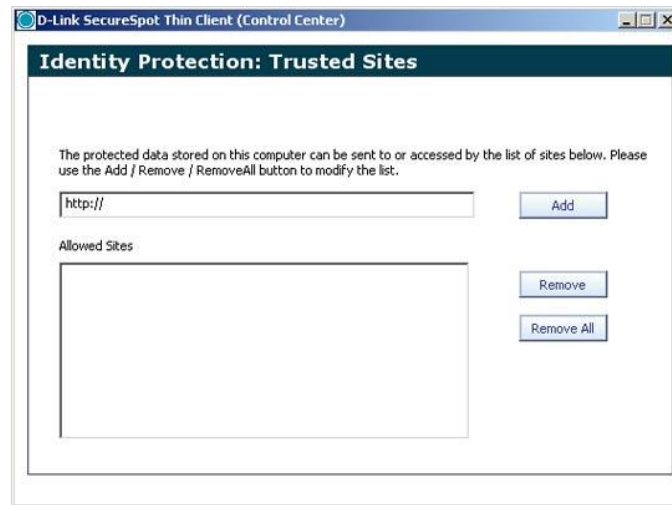 D-Link SecureSpot Thin Client (Control Center)
Identity Protection: Trusted Sites
The protected data stored on this computer can be sent to or accessed by the list of sites below. Please
use the Add / Remove / RemoveAll button to modify the list.
http://
Add
Allowed Sites
Remove
Remove All